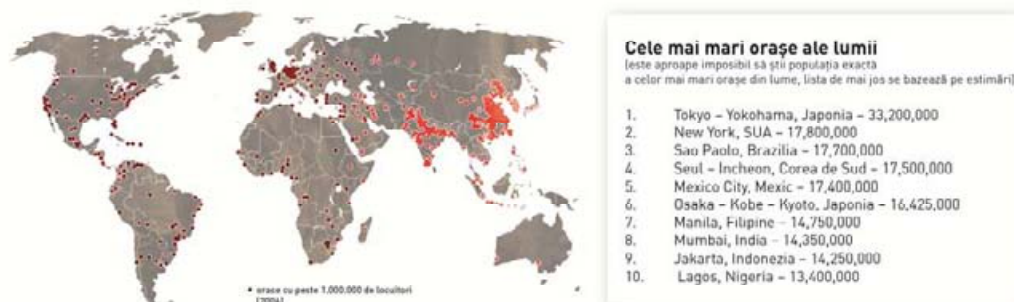 Cele mai mari orașe ale lumii
(este aproape imposibil să știi populația exactă
a celor mai mari orașe din lume, lista de mai jos se bazează pe estimări)
1. Tokyo – Yokohama, Japonia – 33,200,000
2. New York, SUA – 17,800,000
3. Sao Paolo, Brazilia – 17,700,000
4. Seul – Incheon, Corea de Sud – 17,500,000
5. Mexico City, Mexic – 17,400,000
6. Osaka – Kobe – Kyoto, Japonia – 16,425,000
7. Manila, Filipine – 14,750,000
8. Mumbai, India – 14,350,000
9. Jakarta, Indonezia – 14,250,000
10. Lagos, Nigeria – 13,400,000
orașe cu peste 1,000,000 de locuitori